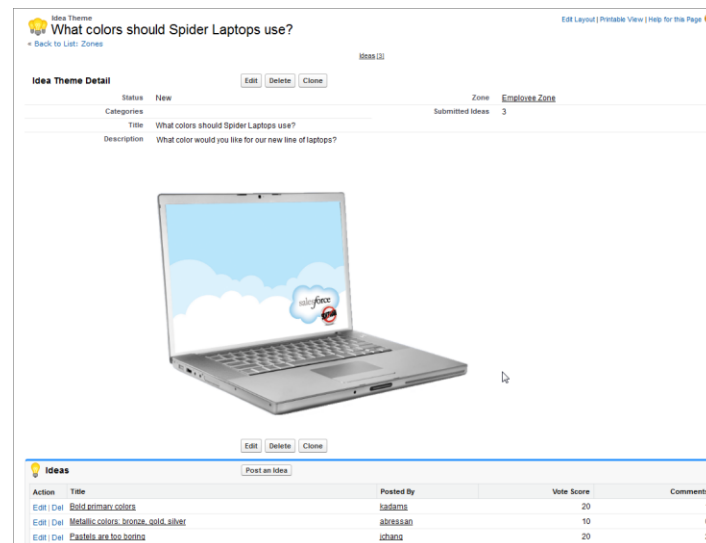 Idea Theme
What colors should Spider Laptops use?
Edit Layout | Printable View | Help for this Page
« Back to List: Zones
Ideas [3]
Idea Theme Detail
Edit Delete Clone
Status New Zone Employee Zone
Categories Submitted Ideas 3
Title What colors should Spider Laptops use?
Description What color would you like for our new line of laptops?
salesforce
Edit Delete Clone
Ideas Post an Idea
Action Title Posted By Vote Score Comments
Edit | Del Bold primary colors kadams 20
Edit | Del Metallic colors: bronze, gold, silver abressan 10
Edit | Del Pastels are too boring jchang 20